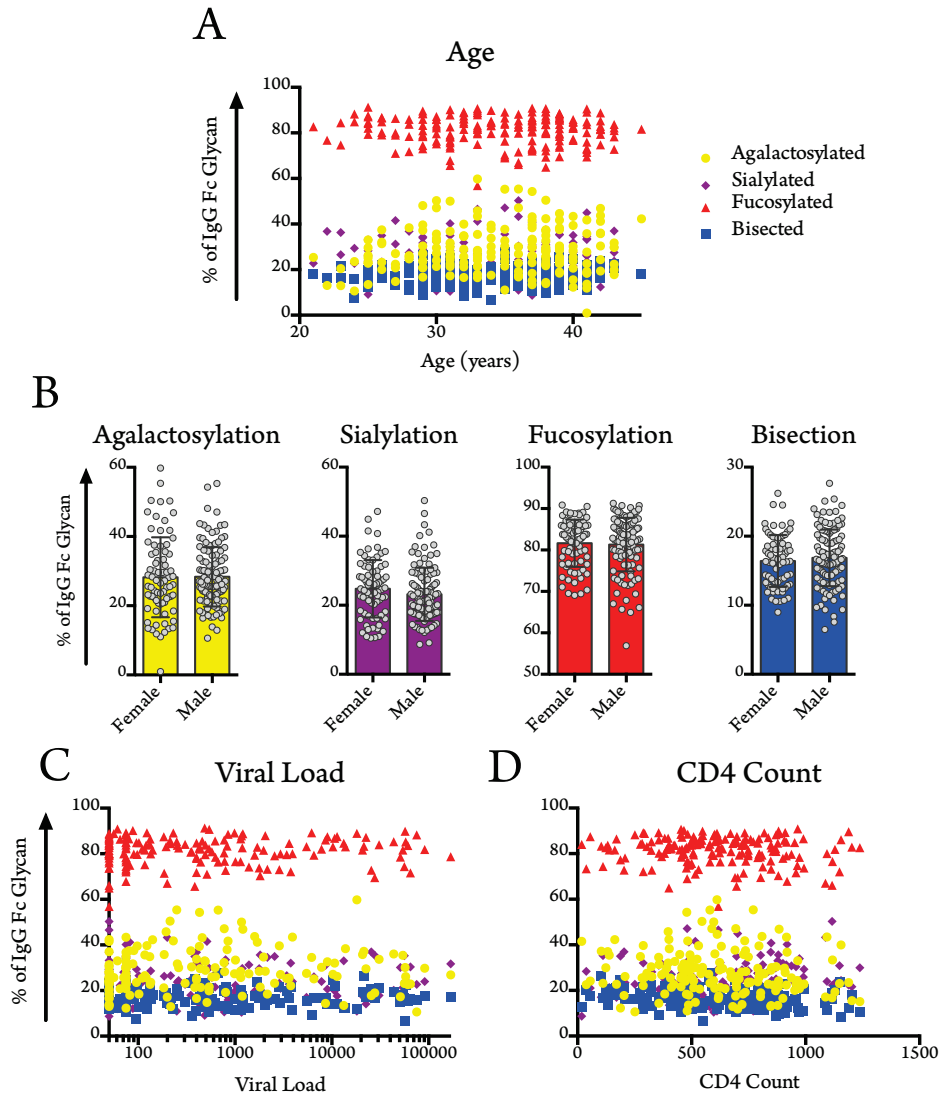 A
Age
% of IgG Fc Glycan
100
80
60
40
20
0
20
30
40
Age (years)
Agalactosylated
Sialylated
Fucosylated
Bisected
B
Agalactosylation
Sialylation
Fucosylation
Bisection
% of IgG Fc Glycan
60
40
20
0
Female
Male
60
40
20
0
Female
Male
100
90
80
70
60
50
Female
Male
30
20
10
0
Female
Male
C
Viral Load
% of IgG Fc Glycan
100
80
60
40
20
0
100
1000
10000
100000
Viral Load
D
CD4 Count
100
80
60
40
20
0
0
500
1000
1500
CD4 Count